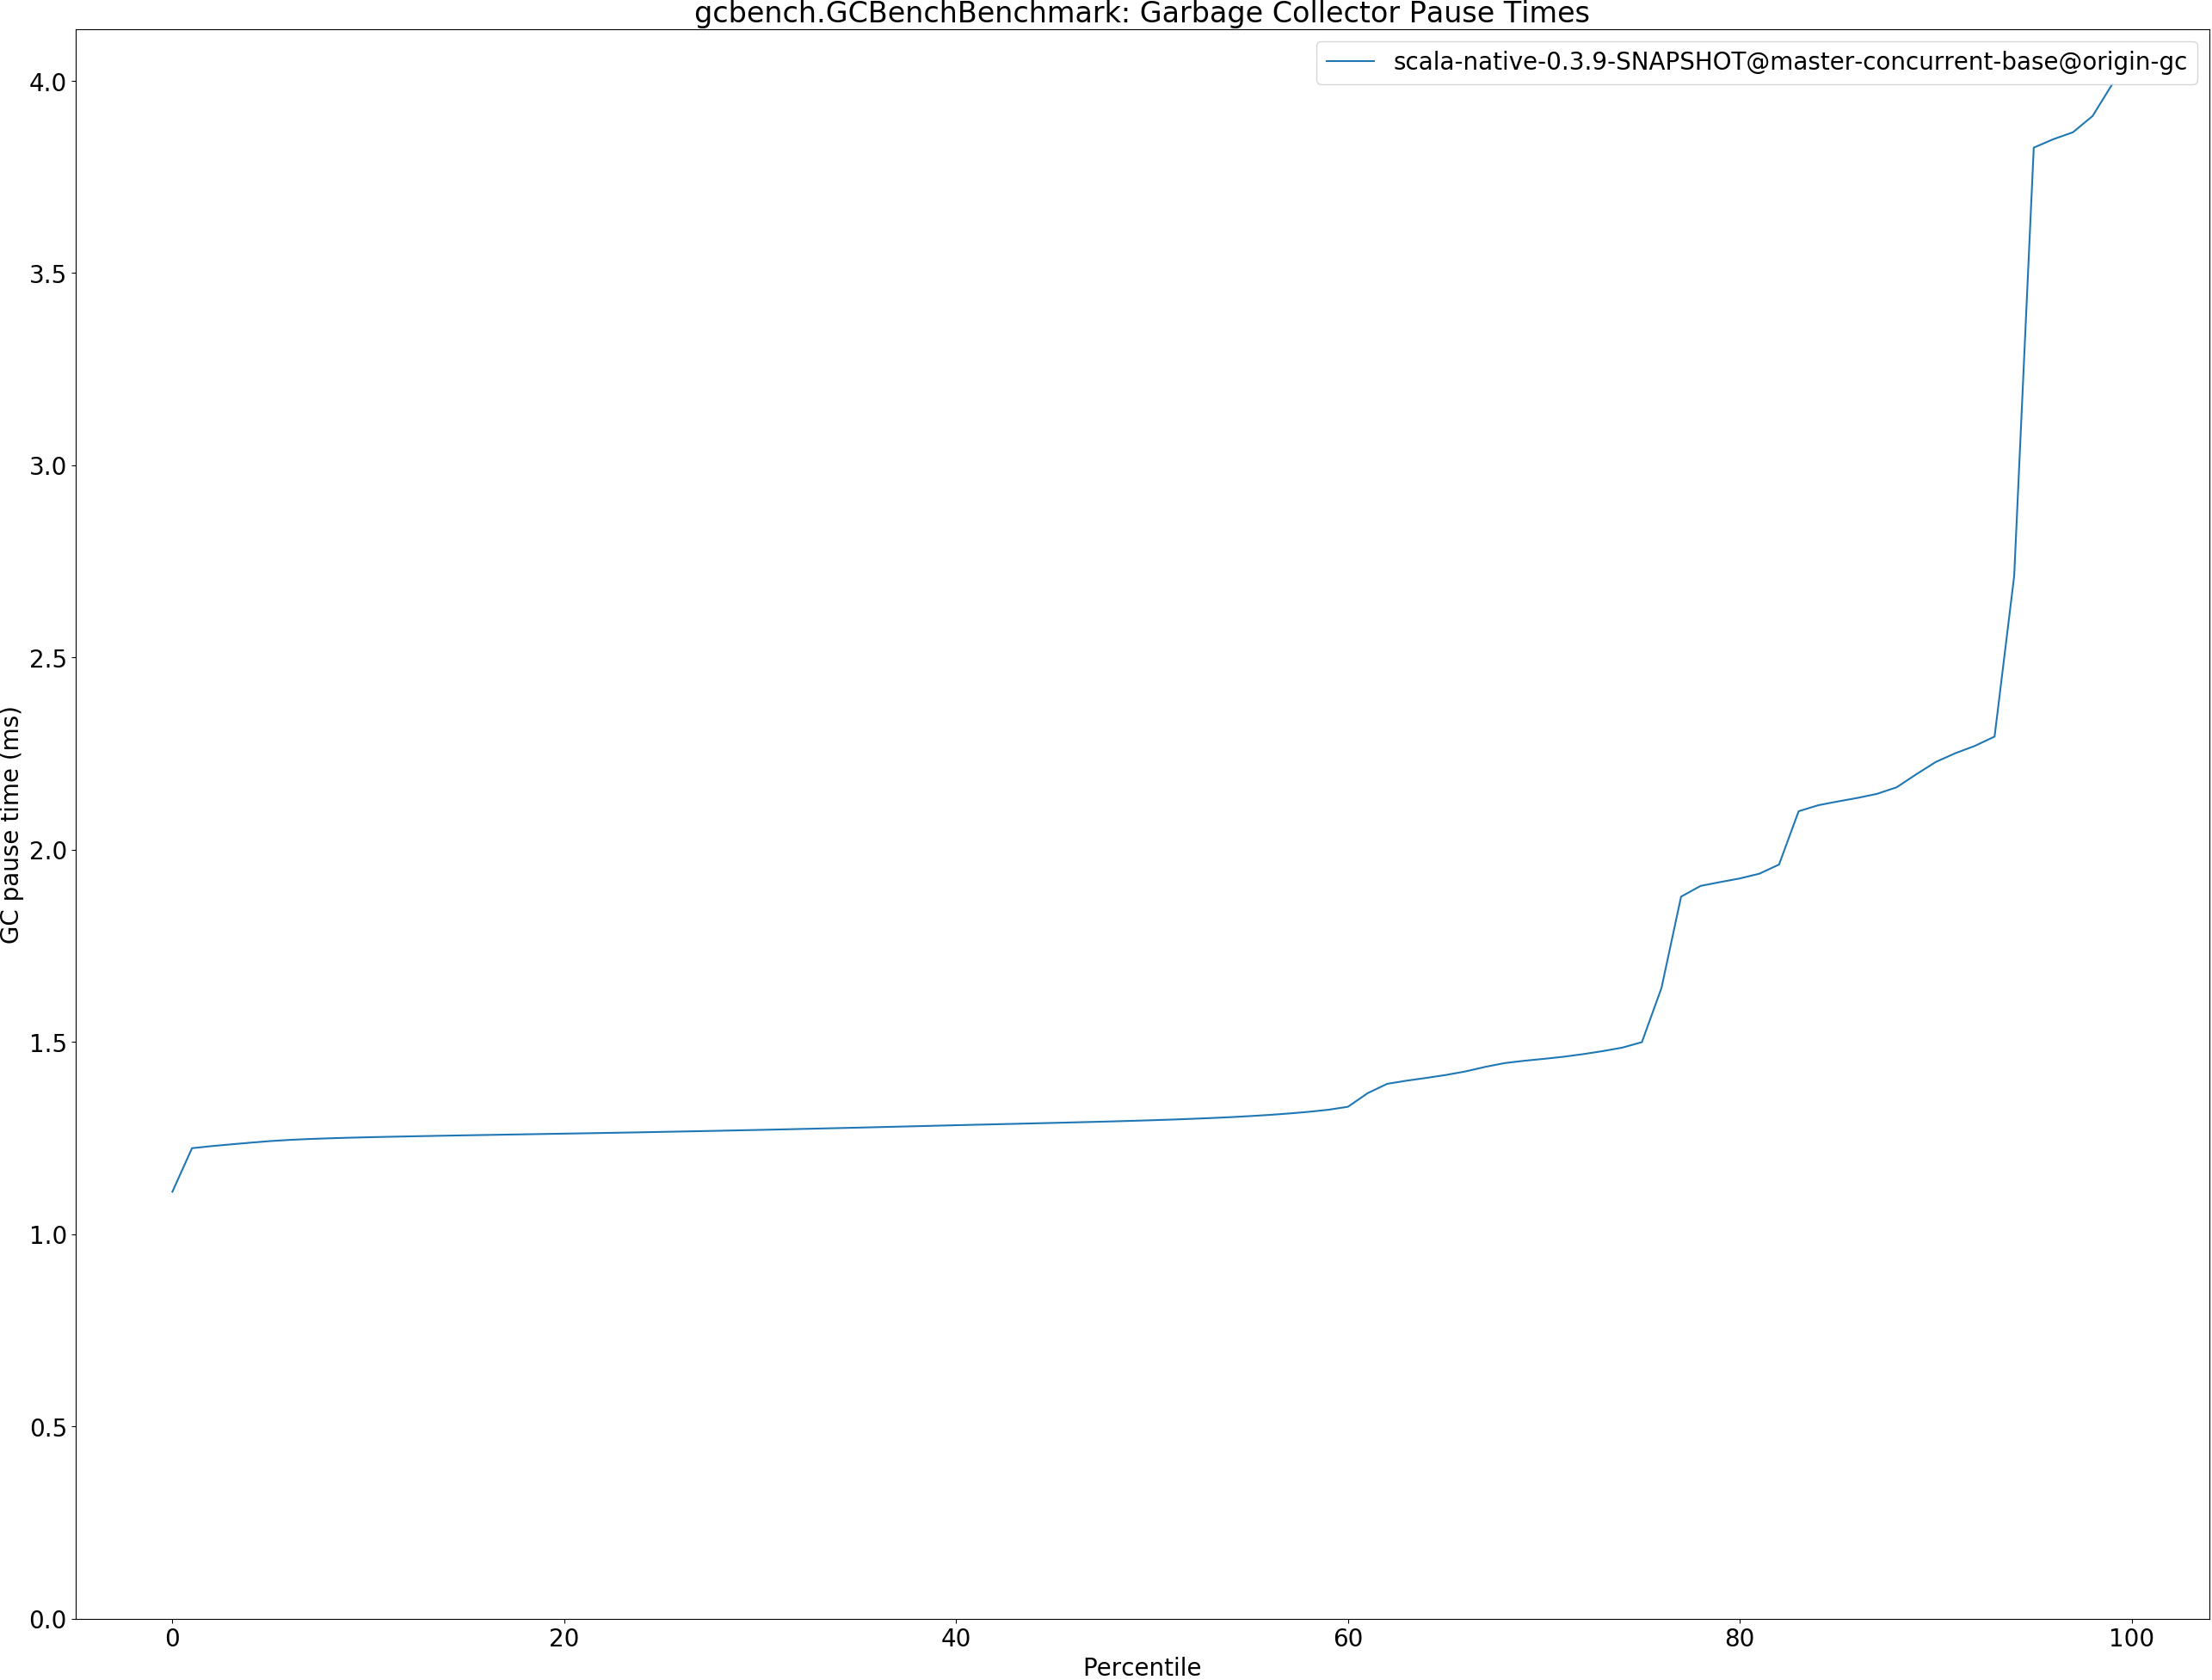 gcbench.GCBenchBenchmark: Garbage Collector Pause Times
scala-native-0.3.9-SNAPSHOT@master-concurrent-base@origin-gc
4.0
3.5
3.0
2.5
2.0
1.5
1.0
0.5
0.0
GC pause time (ms)
0 20 40 60 80 100
Percentile